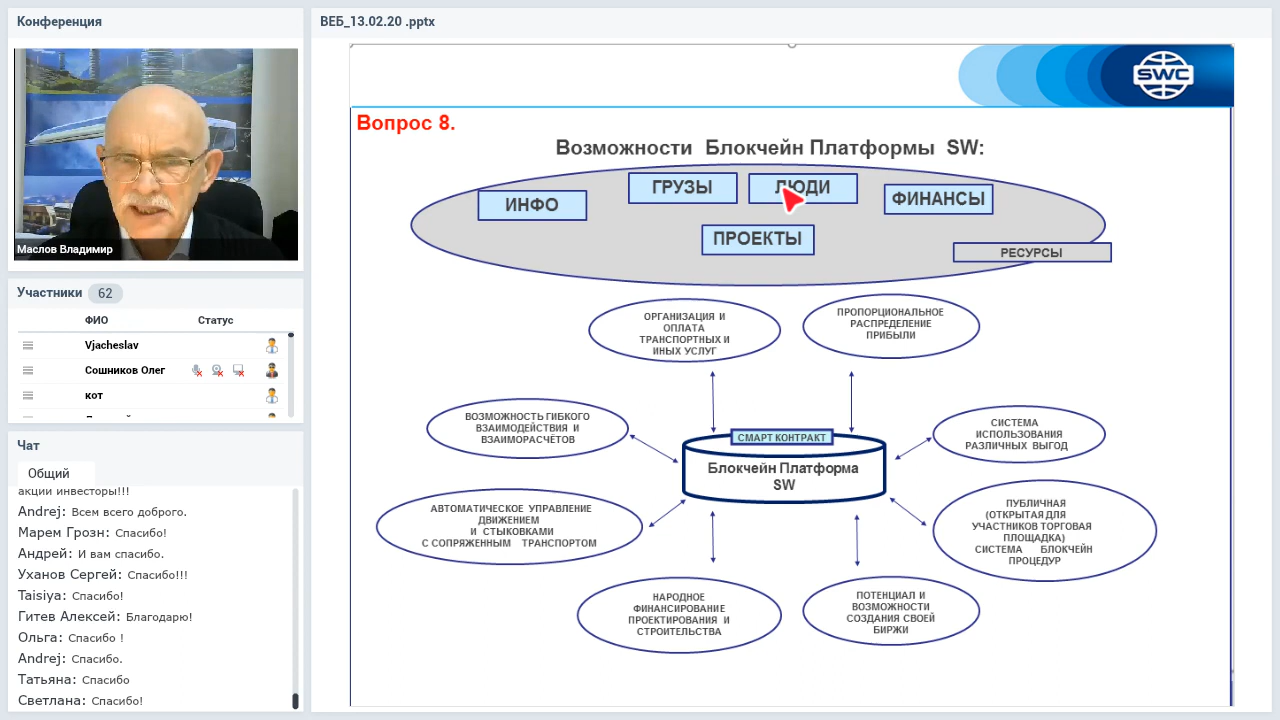 Конференция
Маслов Владимир
Участники 62
ФИО Статус
Vjacheslav
Сошников Олег
кот
Чат
Общий
акции инвесторы!!!
Andrej: Всем всего доброго.
Марем Грозн: Спасибо!
Андрей: И вам спасибо.
Уханов Сергей: Спасибо!!!
Taisiya: Спасибо!
Гитев Алексей: Благодарю!
Ольга: Спасибо !
Andrej: Спасибо.
Татьяна: Спасибо
Светлана: Спасибо!
ВЕБ_13.02.20 .pptx
SWC
Вопрос 8.
Возможности Блокчейн Платформы SW:
ИНФО
ГРУЗЫ
ЛЮДИ
ФИНАНСЫ
ПРОЕКТЫ
РЕСУРСЫ
ОРГАНИЗАЦИЯ И
ОПЛАТА
ТРАНСПОРТНЫХ И
ИНЫХ УСЛУГ
ПРОПОРЦИОНАЛЬНОЕ
РАСПРЕДЕЛЕНИЕ
ПРИБЫЛИ
ВОЗМОЖНОСТЬ ГИБКОГО
ВЗАИМОДЕЙСТВИЯ И
ВЗАИМОРАСЧЁТОВ
СИСТЕМА
ИСПОЛЬЗОВАНИЯ
РАЗЛИЧНЫХ ВЫГОД
СМАРТ КОНТРАКТ
Блокчейн Платформа
SW
АВТОМАТИЧЕСКОЕ УПРАВЛЕНИЕ
ДВИЖЕНИЕМ
И СТЫКОВКАМИ
С СОПРЯЖЕННЫМ ТРАНСПОРТОМ
ПУБЛИЧНАЯ
(ОТКРЫТАЯ ДЛЯ
УЧАСТНИКОВ ТОРГОВАЯ
ПЛОЩАДКА)
СИСТЕМА БЛОКЧЕЙН
ПРОЦЕДУР
НАРОДНОЕ
ФИНАНСИРОВАНИЕ
ПРОЕКТИРОВАНИЯ И
СТРОИТЕЛЬСТВА
ПОТЕНЦИАЛ И
ВОЗМОЖНОСТИ
СОЗДАНИЯ СВОЕЙ
БИРЖИ